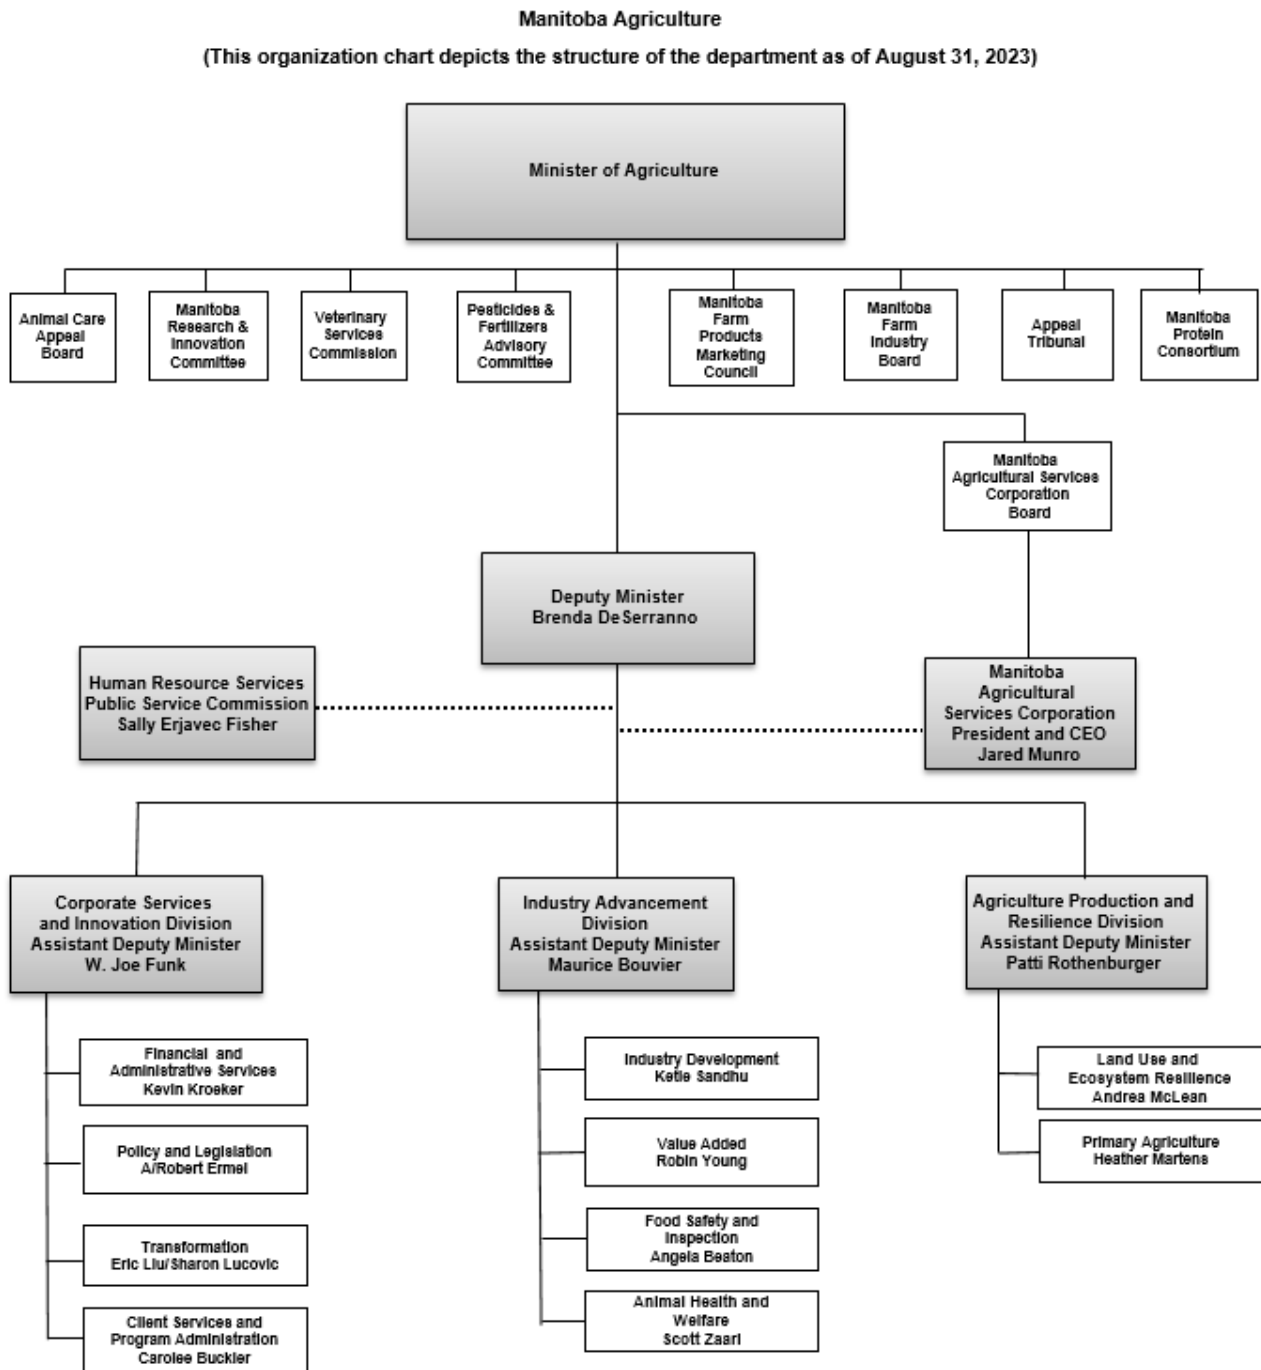 Manitoba Agriculture
(This organization chart depicts the structure of the department as of August 31, 2023)
Minister of Agriculture
Animal Care
Appeal
Board
Manitoba
Research &
Innovation
Committee
Veterinary
Services
Commission
Pesticides &
Fertilizers
Advisory
Committee
Manitoba
Farm
Products
Marketing
Council
Manitoba
Farm
Industry
Board
Appeal
Tribunal
Manitoba
Protein
Consortium
Manitoba
Agricultural Services
Corporation
Board
Deputy Minister
Brenda DeSerranno
Human Resource Services
Public Service Commission
Sally Erjavec Fisher
Manitoba
Agricultural
Services Corporation
President and CEO
Jared Munro
Corporate Services
and Innovation Division
Assistant Deputy Minister
W. Joe Funk
Industry Advancement
Division
Assistant Deputy Minister
Maurice Bouvier
Agriculture Production and
Resilience Division
Assistant Deputy Minister
Patti Rothenburger
Financial and
Administrative Services
Kevin Kroeker
Policy and Legislation
A/Robert Ermel
Transformation
Eric Liu/Sharon Lucovic
Client Services and
Program Administration
Carolee Buckler
Industry Development
Ketie Sandhu
Value Added
Robin Young
Food Safety and
Inspection
Angela Beaton
Animal Health and
Welfare
Scott Zaari
Land Use and
Ecosystem Resilience
Andrea McLean
Primary Agriculture
Heather Martens